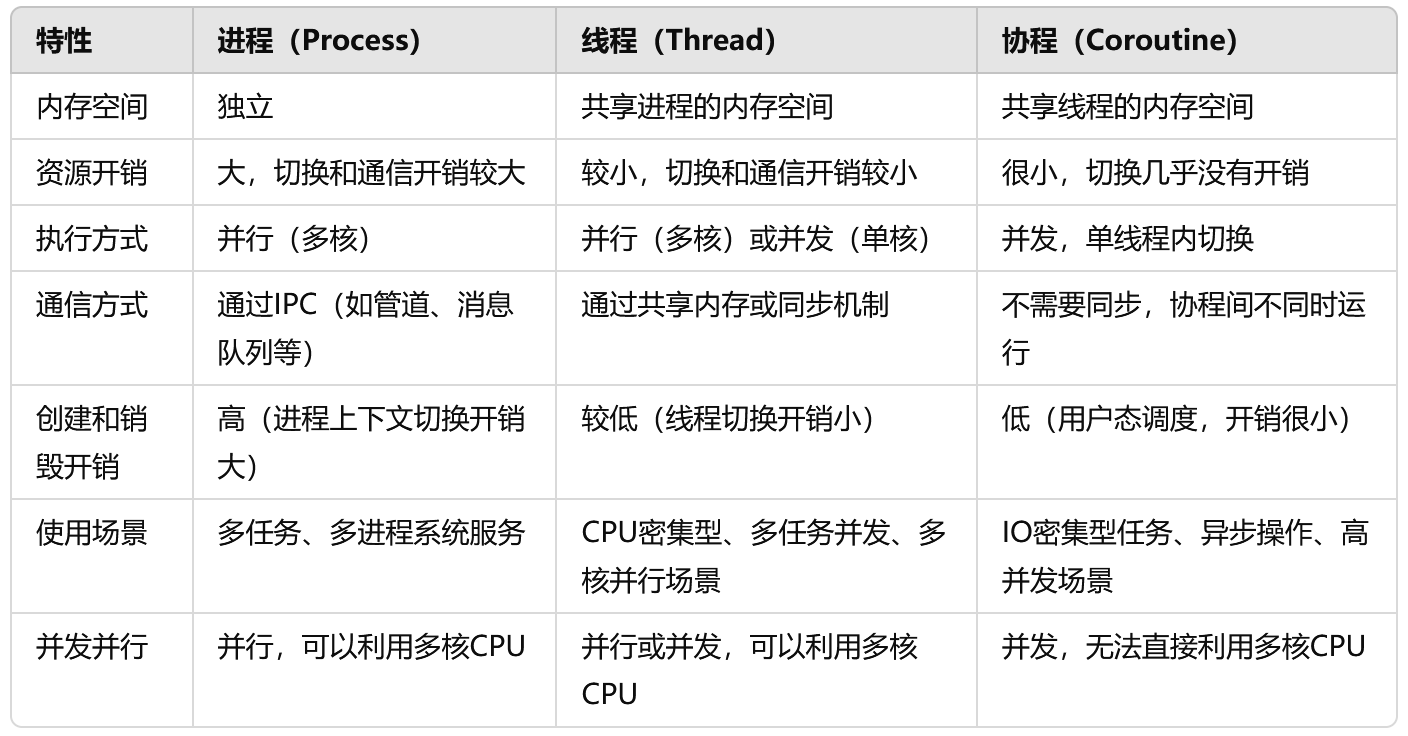 特性 进程（Process） 线程（Thread） 协程（Coroutine）
内存空间 独立 共享进程的内存空间 共享线程的内存空间
资源开销 大，切换和通信开销较大 较小，切换和通信开销较小 很小，切换几乎没有开销
执行方式 并行（多核） 并行（多核）或并发（单核） 并发，单线程内切换
通信方式 通过IPC（如管道、消息 通过共享内存或同步机制 不需要同步，协程间不同时运
队列等） 行
创建和销 高（进程上下文切换开销 较低（线程切换开销小） 低（用户态调度，开销很小）
毁开销 大）
使用场景 多任务、多进程系统服务 CPU密集型、多任务并发、多 IO密集型任务、异步操作、高
核并行场景 并发场景
并发并行 并行，可以利用多核CPU 并行或并发，可以利用多核 并发，无法直接利用多核CPU
CPU